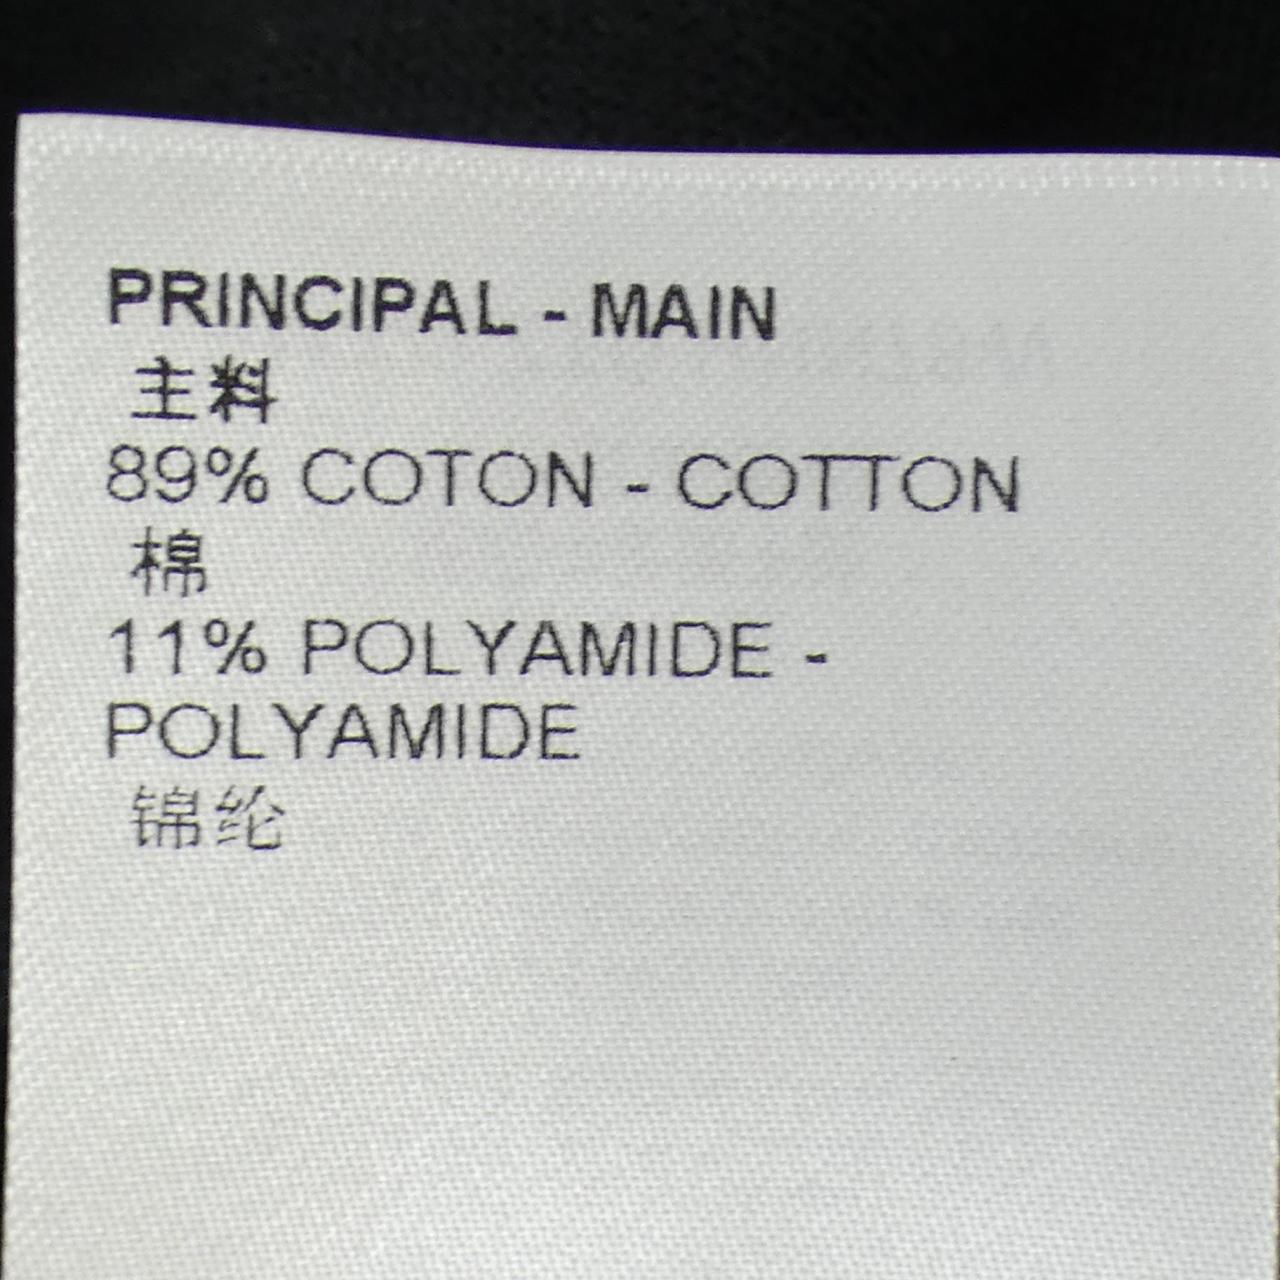 PRINCIPAL - MAIN
主料
89% COTON - COTTON
棉
11% POLYAMIDE -
POLYAMIDE
锦纶